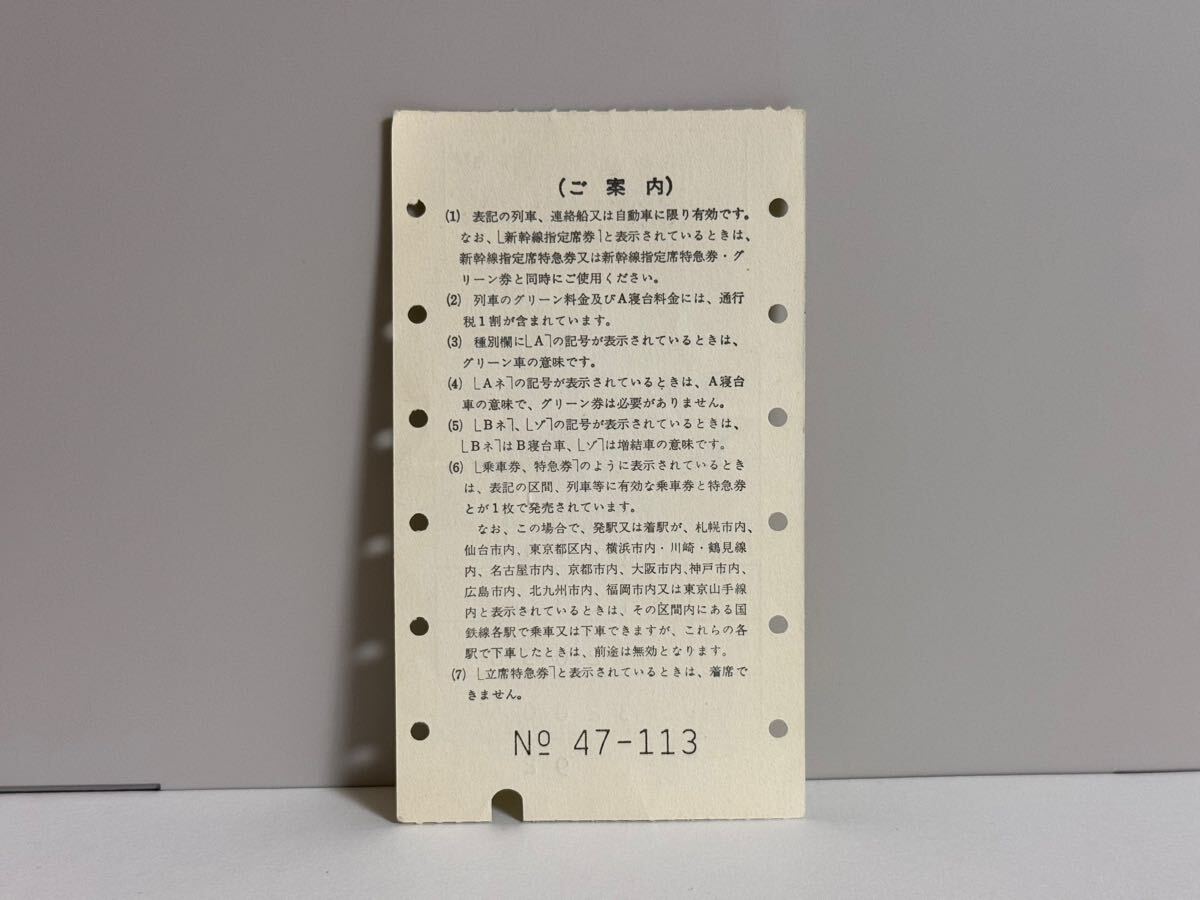 (ご案内)
(1) 表記の列車、連絡船又は自動車に限り有効です。
なお、⌊新幹線指定席券⌉と表示されているときは、
新幹線指定席特急券又は新幹線指定席特急券・グ
リーン券と同時にご使用ください。
(2) 列車のグリーン料金及びA寝台料金には、通行
税1割が含まれています。
(3) 種別欄に⌊A⌉の記号が表示されているときは、
グリーン車の意味です。
(4) ⌊Aネ⌉の記号が表示されているときは、A寝台
車の意味で、グリーン券は必要がありません。
(5) ⌊Bネ⌉、⌊ゾ⌉の記号が表示されているときは、
⌊Bネ⌉はB寝台車、⌊ゾ⌉は増結車の意味です。
(6) ⌊乗車券、特急券⌉のように表示されているとき
は、表記の区間、列車等に有効な乗車券と特急券
とが1枚で発売されています。
なお、この場合で、発駅又は着駅が、札幌市内、
仙台市内、東京都区内、横浜市内・川崎・鶴見線
内、名古屋市内、京都市内、大阪市内、神戸市内、
広島市内、北九州市内、福岡市内又は東京山手線
内と表示されているときは、その区間内にある国
鉄線各駅で乗車又は下車できますが、これらの各
駅で下車したときは、前途は無効となります。
(7) ⌊立席特急券⌉と表示されているときは、着席で
きません。
№ 47-113